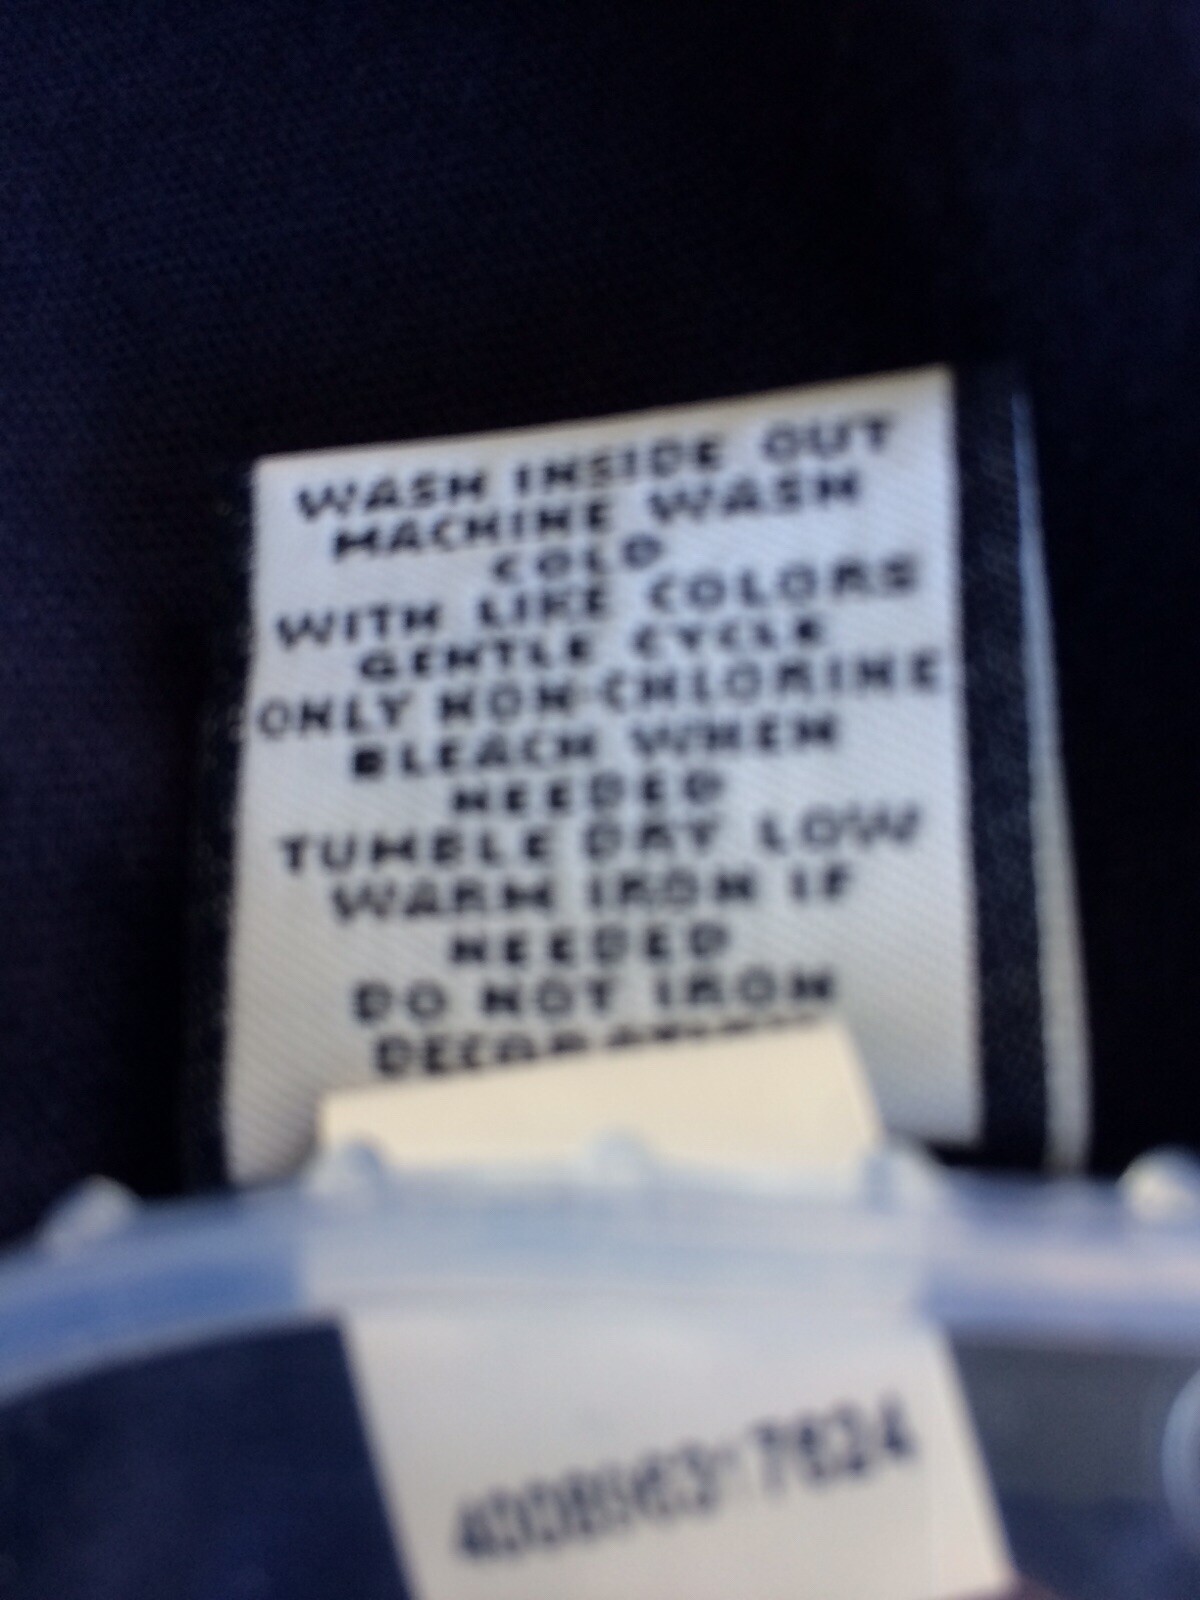 WASH INSIDE OUT
MACHINE WASH
COLD
WITH LIKE COLORS
GENTLE CYCLE
ONLY NON-CHLORINE
BLEACH WHEN
NEEDED
TUMBLE DRY LOW
WARM IRON IF
NEEDED
DO NOT IRON